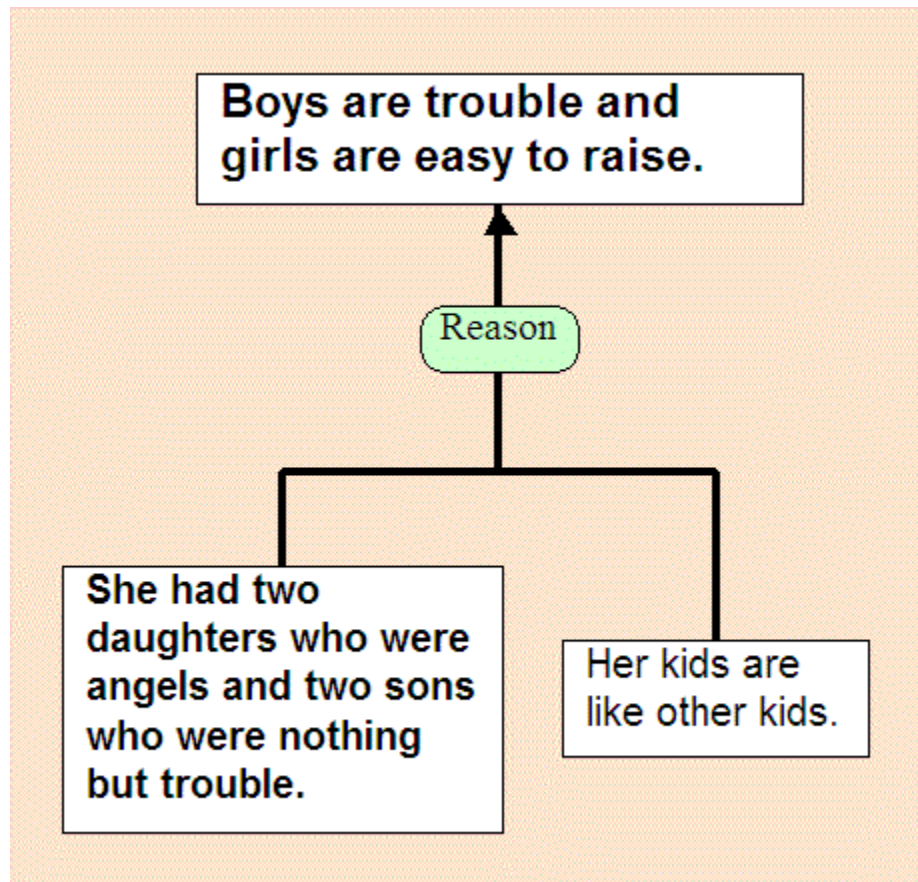 Boys are trouble and
girls are easy to raise.
Reason
She had two
daughters who were
angels and two sons
who were nothing
but trouble.
Her kids are
like other kids.